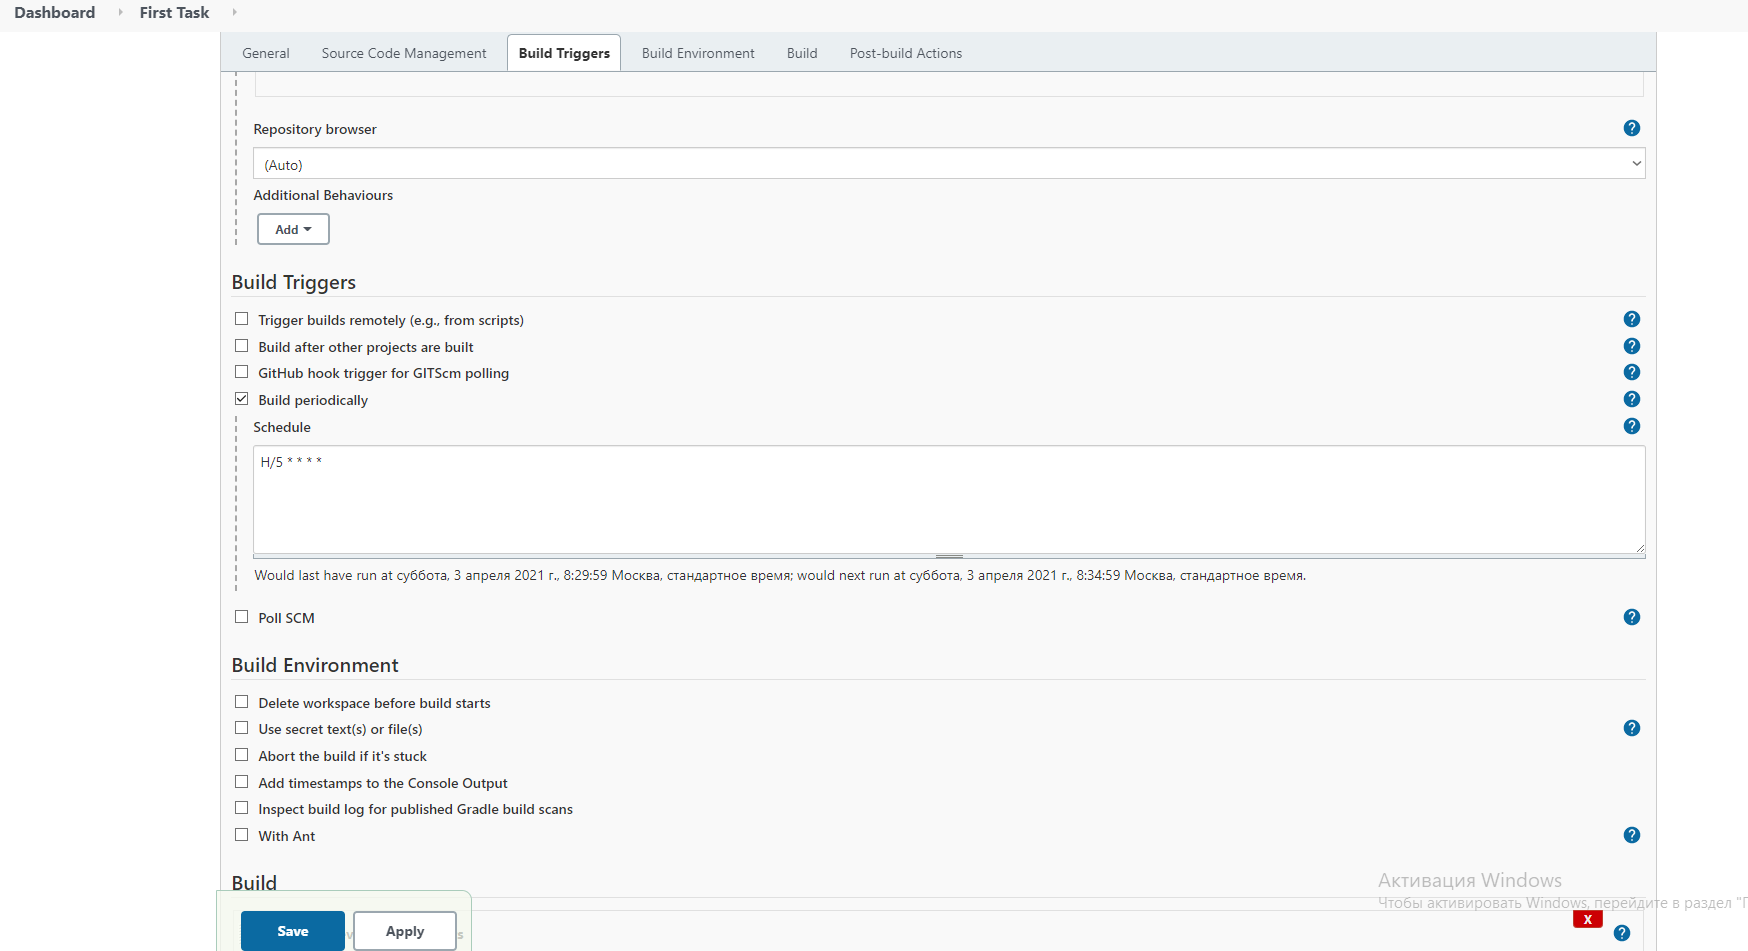 Dashboard First Task
General Source Code Management Build Triggers Build Environment Build Post-build Actions
Repository browser
(Auto)
Additional Behaviours
Add
Build Triggers
Trigger builds remotely (e.g., from scripts)
Build after other projects are built
GitHub hook trigger for GITScm polling
Build periodically
Schedule
H/5 * * * *
Would last have run at суббота, 3 апреля 2021 г., 8:29:59 Москва, стандартное время; would next run at суббота, 3 апреля 2021 г., 8:34:59 Москва, стандартное время.
Poll SCM
Build Environment
Delete workspace before build starts
Use secret text(s) or file(s)
Abort the build if it's stuck
Add timestamps to the Console Output
Inspect build log for published Gradle build scans
With Ant
Build
Активация Windows
Чтобы активировать Windows, перейдите в раздел
X
Save Apply